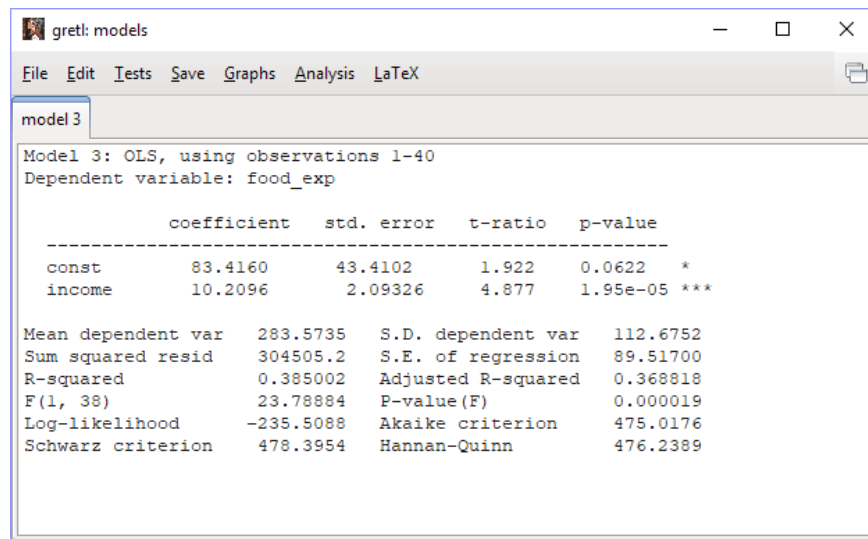 gretl: models
File Edit Tests Save Graphs Analysis LaTeX
model 3
Model 3: OLS, using observations 1-40
Dependent variable: food_exp
coefficient std. error t-ratio p-value
---------------------------------------------------------
const 83.4160 43.4102 1.922 0.0622 *
income 10.2096 2.09326 4.877 1.95e-05 ***
Mean dependent var 283.5735 S.D. dependent var 112.6752
Sum squared resid 304505.2 S.E. of regression 89.51700
R-squared 0.385002 Adjusted R-squared 0.368818
F(1, 38) 23.78884 P-value(F) 0.000019
Log-likelihood -235.5088 Akaike criterion 475.0176
Schwarz criterion 478.3954 Hannan-Quinn 476.2389